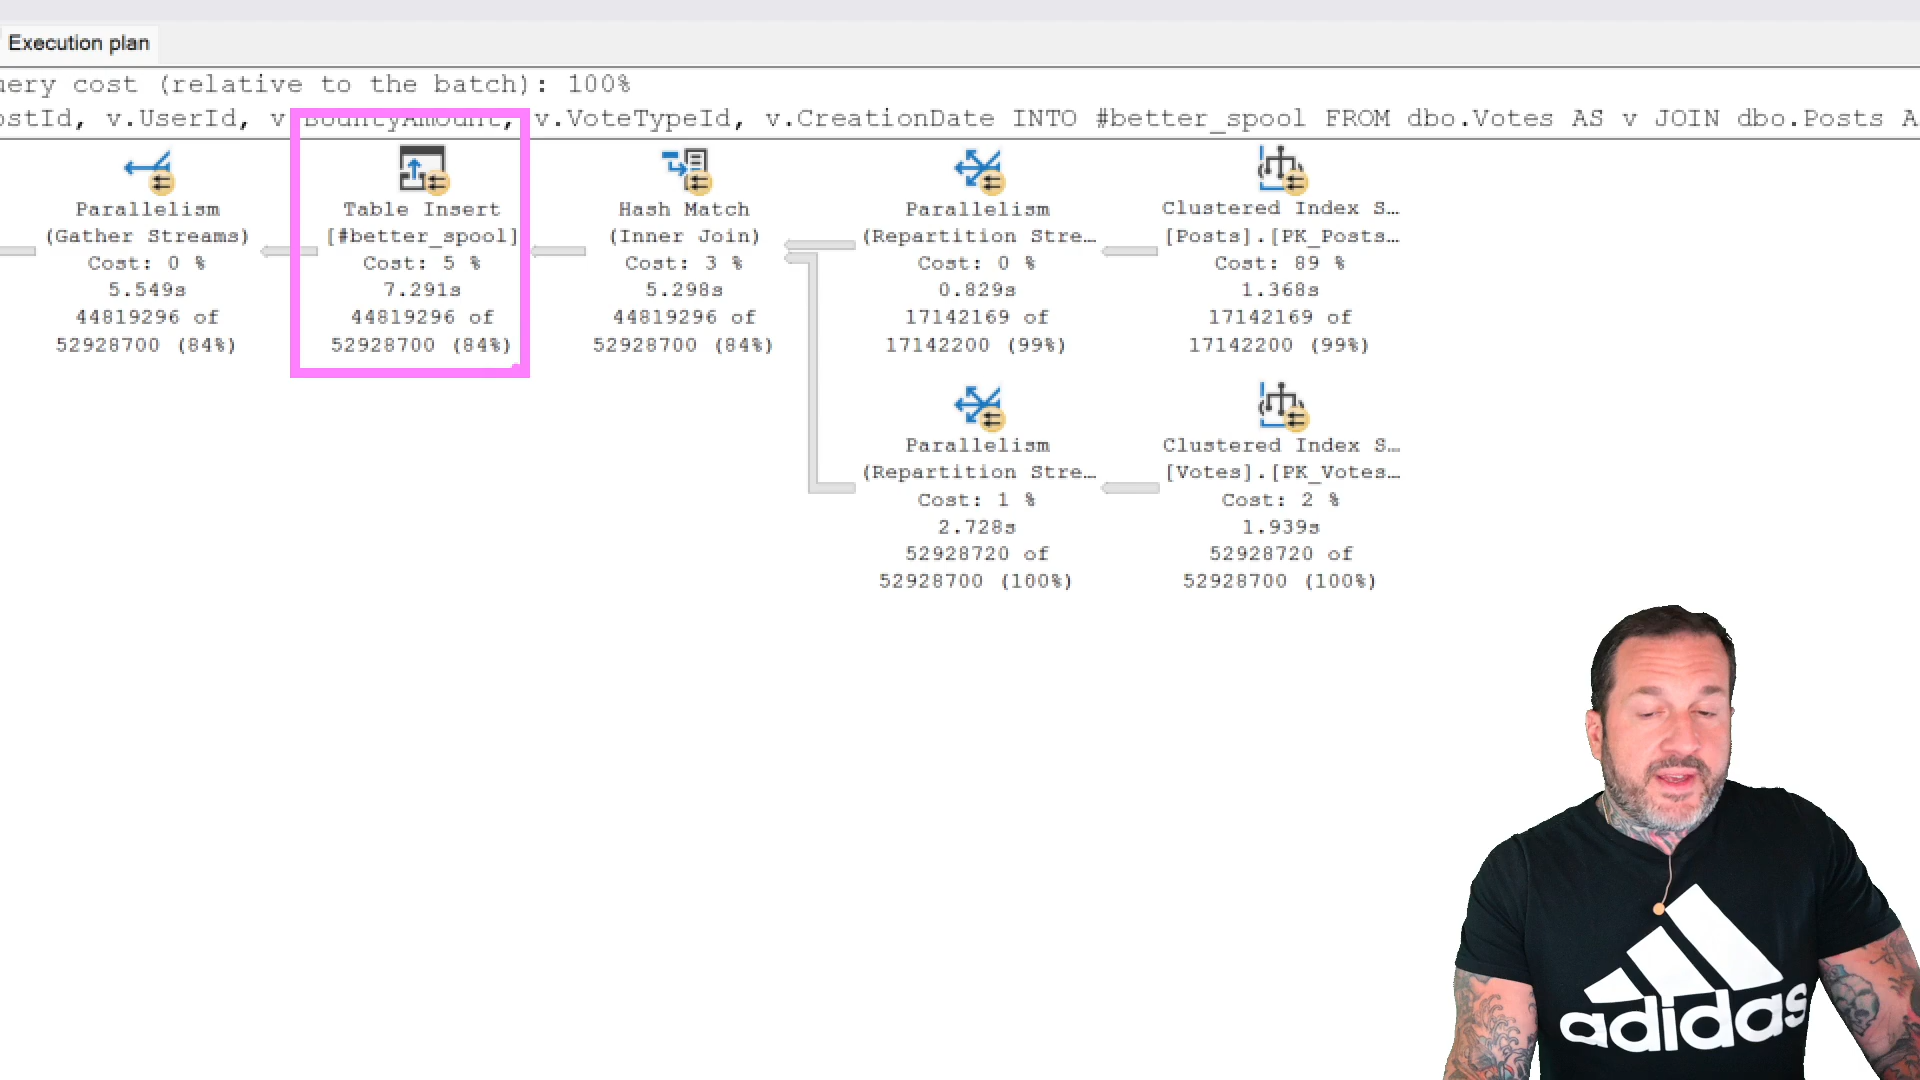 Execution plan
uery cost (relative to the batch): 100%
ostId, v.UserId, v.BountyAmount, v.VoteTypeId, v.CreationDate INTO #better_spool FROM dbo.Votes AS v JOIN dbo.Posts A
Parallelism
(Gather Streams)
Cost: 0 %
5.549s
44819296 of
52928700 (84%)
Table Insert
[#better_spool]
Cost: 5 %
7.291s
44819296 of
52928700 (84%)
Hash Match
(Inner Join)
Cost: 3 %
5.298s
44819296 of
52928700 (84%)
Parallelism
(Repartition Stre…
Cost: 0 %
0.829s
17142169 of
17142200 (99%)
Clustered Index S…
[Posts].[PK_Posts…
Cost: 89 %
1.368s
17142169 of
17142200 (99%)
Parallelism
(Repartition Stre…
Cost: 1 %
2.728s
52928720 of
52928700 (100%)
Clustered Index S…
[Votes].[PK_Votes…
Cost: 2 %
1.939s
52928720 of
52928700 (100%)
adidas